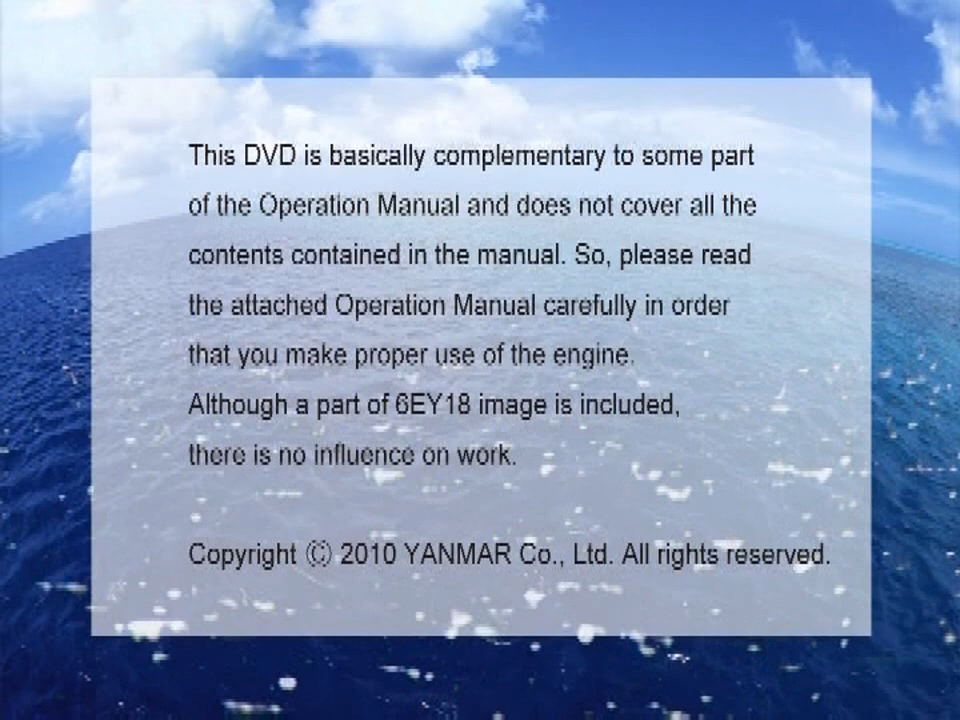 This DVD is basically complementary to some part
of the Operation Manual and does not cover all the
contents contained in the manual. So, please read
the attached Operation Manual carefully in order
that you make proper use of the engine.
Although a part of 6EY18 image is included,
there is no influence on work.
Copyright Ⓒ 2010 YANMAR Co., Ltd. All rights reserved.